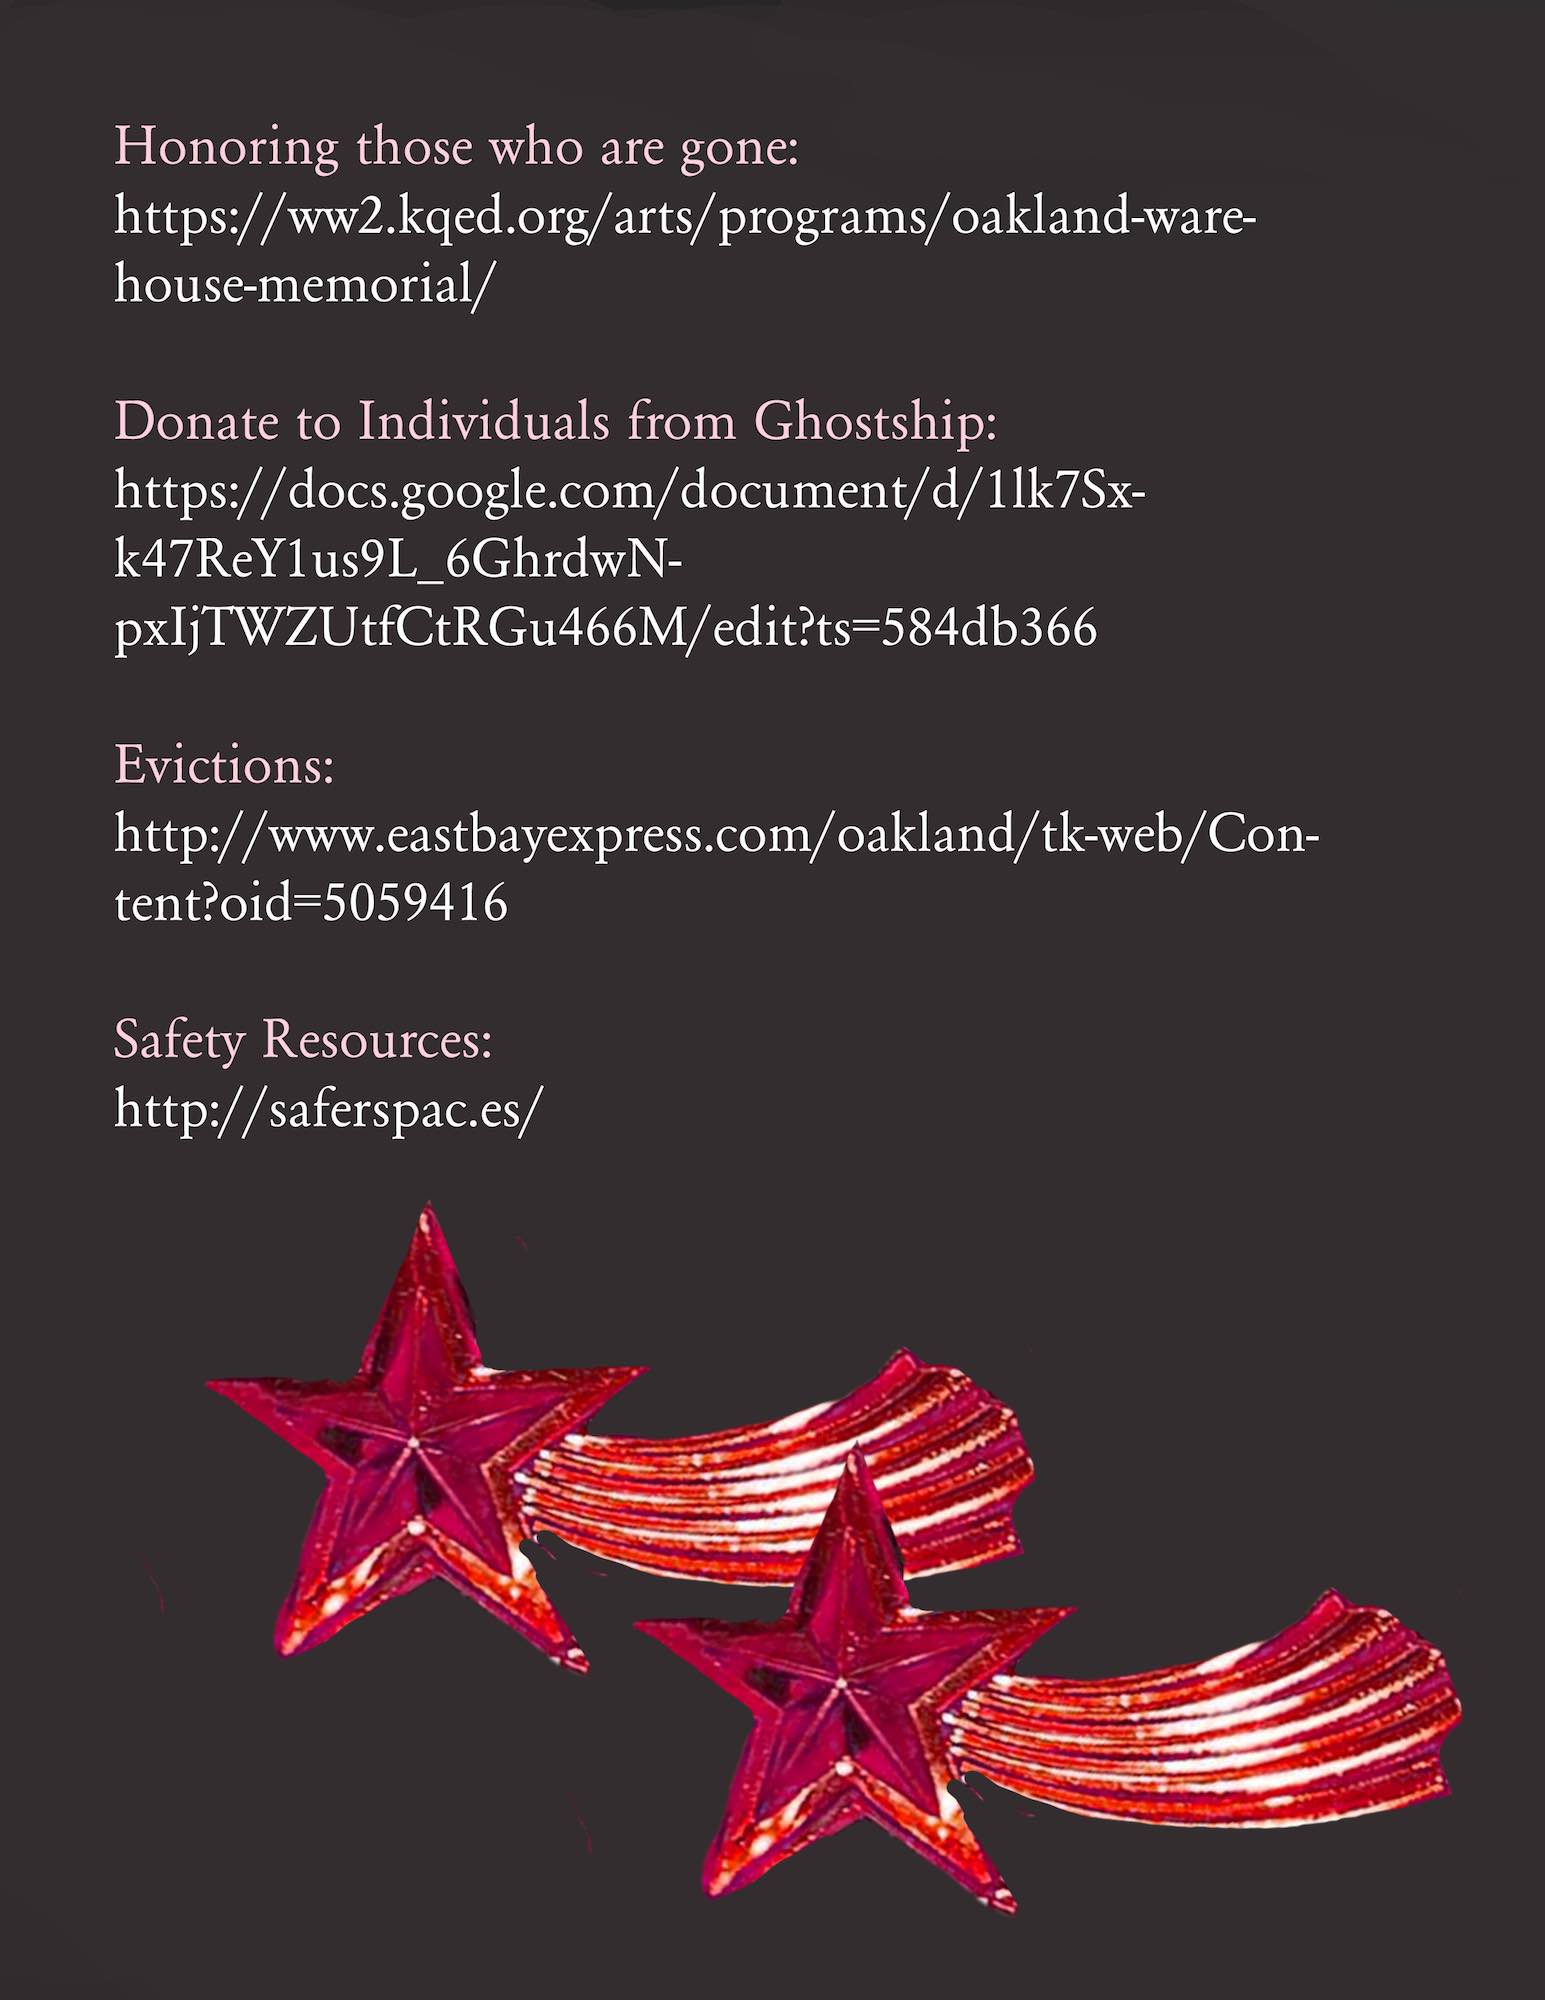 Honoring those who are gone:
https://ww2.kqed.org/arts/programs/oakland-ware-
house-memorial/
Donate to Individuals from Ghostship:
https://docs.google.com/document/d/1lk7Sx-
k47ReY1us9L_6GhrdwN-
pxIjTWZUtfCtRGu466M/edit?ts=584db366
Evictions:
http://www.eastbayexpress.com/oakland/tk-web/Con-
tent?oid=5059416
Safety Resources:
http://saferspac.es/